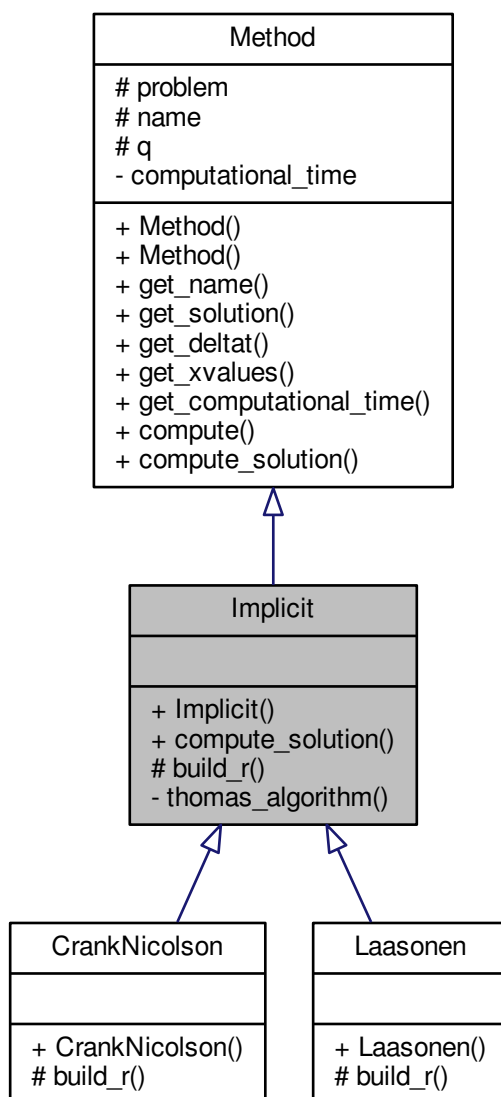 Method
# problem
# name
# q
- computational_time
+ Method()
+ Method()
+ get_name()
+ get_solution()
+ get_deltat()
+ get_xvalues()
+ get_computational_time()
+ compute()
+ compute_solution()
Implicit
+ Implicit()
+ compute_solution()
# build_r()
- thomas_algorithm()
CrankNicolson
+ CrankNicolson()
# build_r()
Laasonen
+ Laasonen()
# build_r()